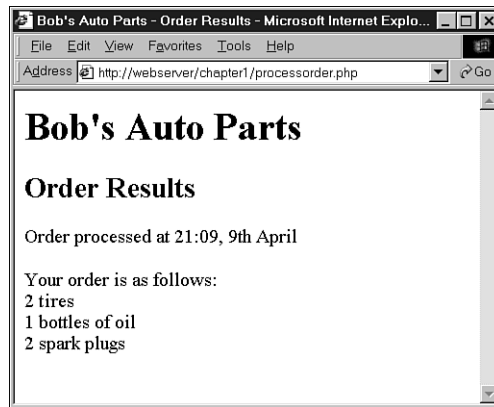 Bob's Auto Parts - Order Results - Microsoft Internet Explo...
File Edit View Favorites Tools Help
Address http://webserver/chapter1/processorder.php Go
Bob's Auto Parts
Order Results
Order processed at 21:09, 9th April
Your order is as follows:
2 tires
1 bottles of oil
2 spark plugs